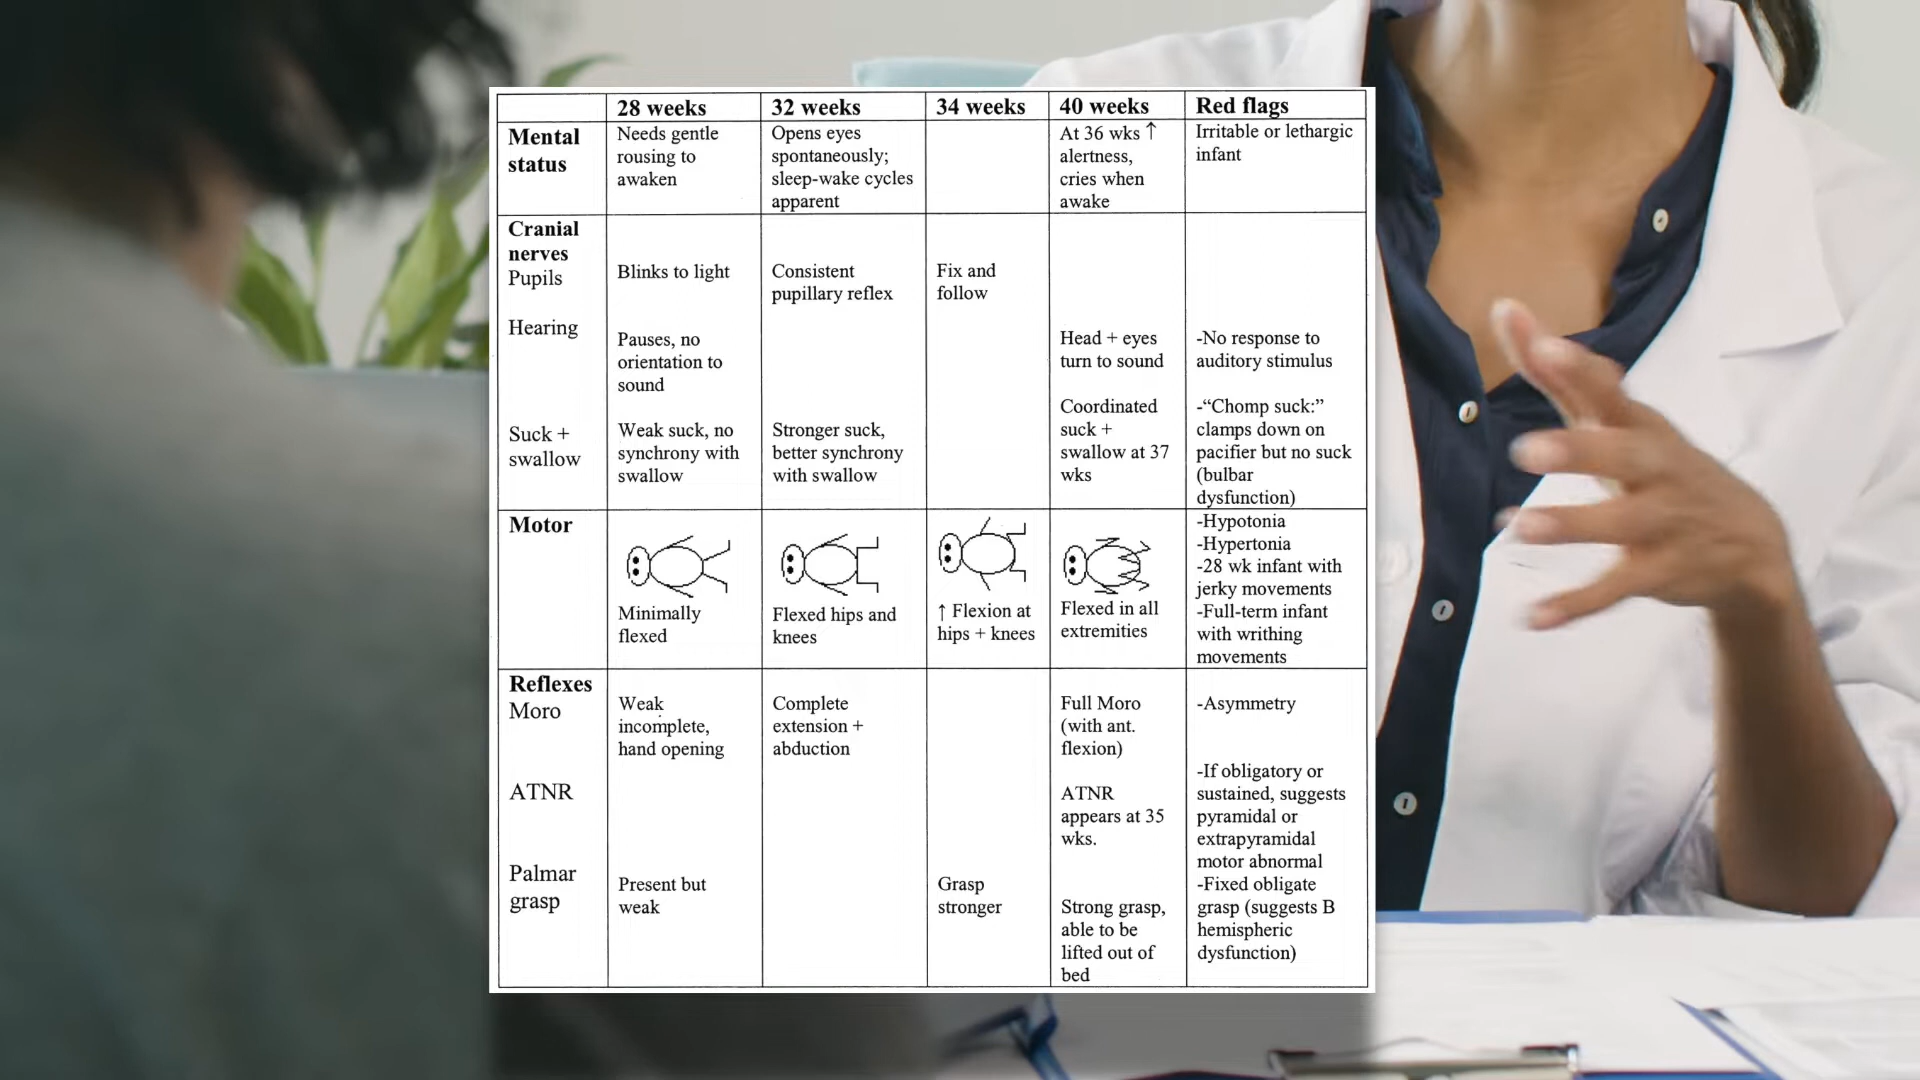 28 weeks
32 weeks
34 weeks
40 weeks
Red flags
Mental
status
Needs gentle
rousing to
awaken
Opens eyes
spontaneously;
sleep-wake cycles
apparent
At 36 wks ↑
alertness,
cries when
awake
Irritable or lethargic
infant
Cranial
nerves
Pupils
Blinks to light
Consistent
pupillary reflex
Fix and
follow
Hearing
Pauses, no
orientation to
sound
Head + eyes
turn to sound
-No response to
auditory stimulus
Suck +
swallow
Weak suck, no
synchrony with
swallow
Stronger suck,
better synchrony
with swallow
Coordinated
suck +
swallow at 37
wks
-“Chomp suck:”
clamps down on
pacifier but no suck
(bulbar
dysfunction)
Motor
Minimally
flexed
Flexed hips and
knees
↑ Flexion at
hips + knees
Flexed in all
extremities
-Hypotonia
-Hypertonia
-28 wk infant with
jerky movements
-Full-term infant
with writhing
movements
Reflexes
Moro
Weak
incomplete,
hand opening
Complete
extension +
abduction
Full Moro
(with ant.
flexion)
-Asymmetry
ATNR
ATNR
appears at 35
wks.
-If obligatory or
sustained, suggests
pyramidal or
extrapyramidal
motor abnormal
Palmar
grasp
Present but
weak
Grasp
stronger
Strong grasp,
able to be
lifted out of
bed
-Fixed obligate
grasp (suggests B
hemispheric
dysfunction)